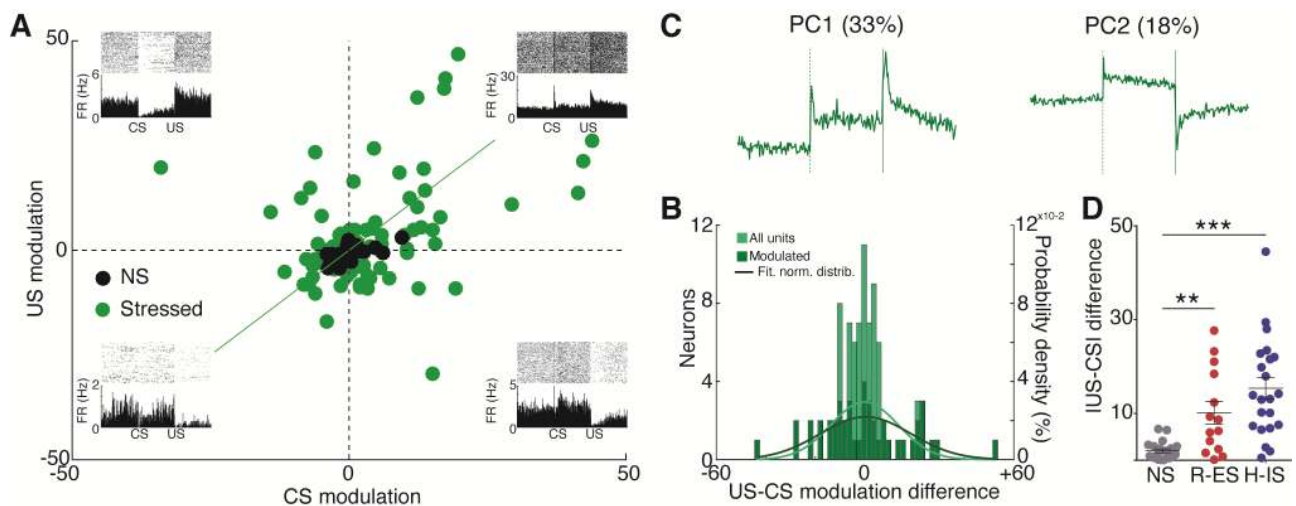 A
50
US modulation
0
-50
-50
0
50
CS modulation
NS
Stressed
6
FR (Hz)
0
CS
US
30
FR (Hz)
0
CS
US
2
FR (Hz)
0
CS
US
5
FR (Hz)
0
CS
US
C
PC1 (33%)
PC2 (18%)
B
12
8
4
0
Neurons
All units
Modulated
Fit. norm. distrib.
x10-2
12
10
8
6
4
2
0
Probability density (%)
-60
0
+60
US-CS modulation difference
D
50
30
10
IUS-CSI difference
***
**
NS
R-ES
H-IS